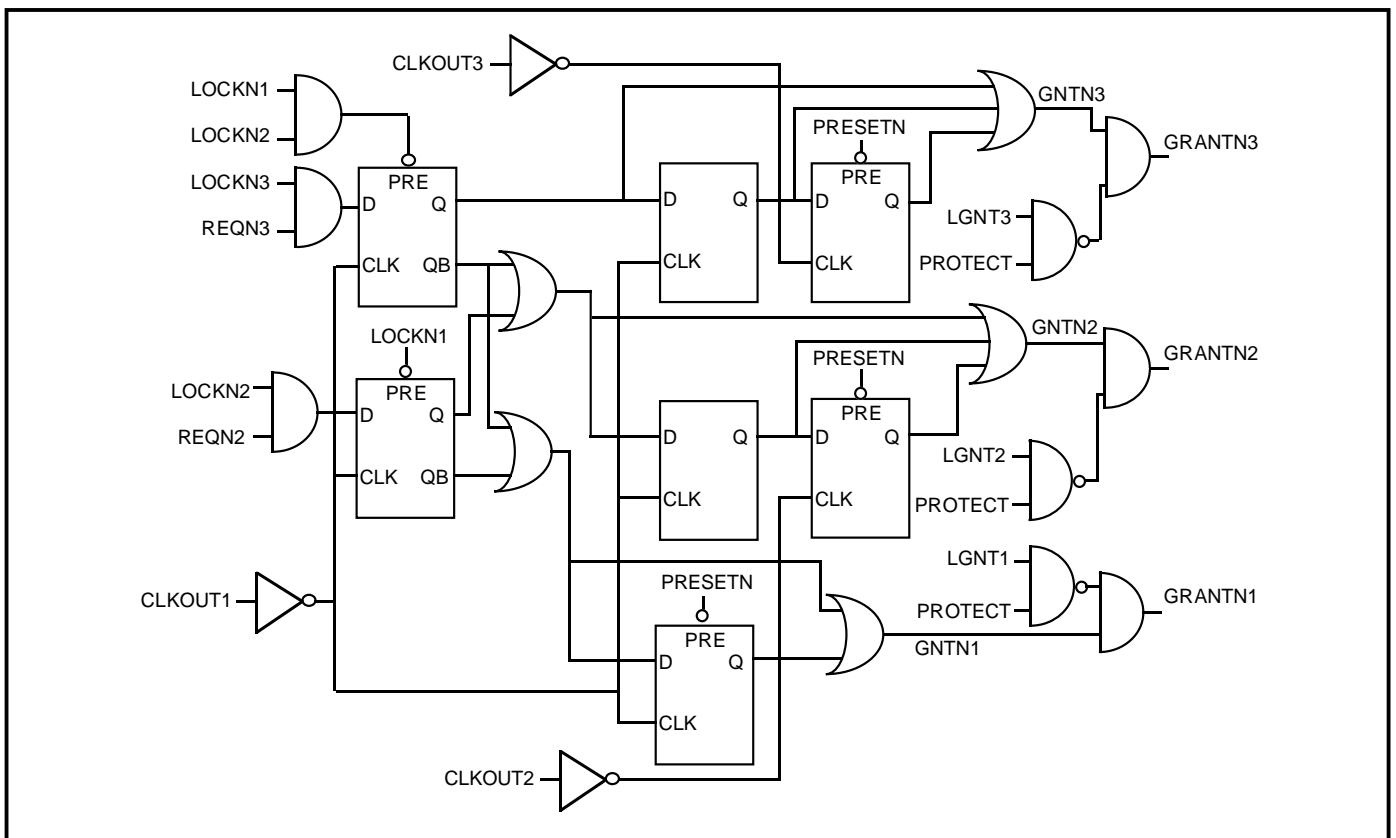 CLKOUT3
LOCKN1
LOCKN2
LOCKN3
REQN3
PRE
D
Q
CLK
QB
D
Q
CLK
PRESETN
PRE
D
Q
CLK
GNTN3
GRANTN3
LGNT3
PROTECT
LOCKN1
LOCKN2
REQN2
PRE
D
Q
CLK
QB
D
Q
CLK
PRESETN
PRE
D
Q
CLK
GNTN2
GRANTN2
LGNT2
PROTECT
CLKOUT1
PRESETN
PRE
D
Q
CLK
LGNT1
PROTECT
GNTN1
GRANTN1
CLKOUT2